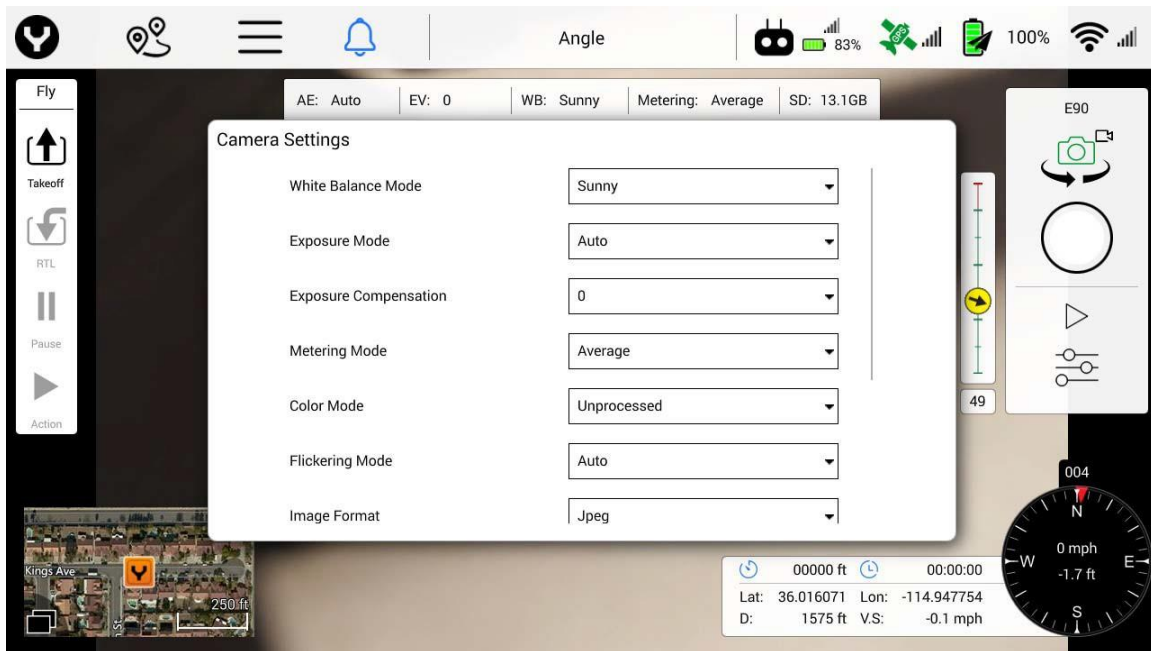 Angle
83%
GPS
100%
Fly
Takeoff
RTL
Pause
Action
AE: Auto EV: 0 WB: Sunny Metering: Average SD: 13.1GB
Camera Settings
White Balance Mode Sunny
Exposure Mode Auto
Exposure Compensation 0
Metering Mode Average
Color Mode Unprocessed
Flickering Mode Auto
Image Format Jpeg
E90
49
Kings Ave
St
250 ft
00000 ft 00:00:00
Lat: 36.016071 Lon: -114.947754
D: 1575 ft V.S: -0.1 mph
004
N
0 mph
W E
-1.7 ft
S